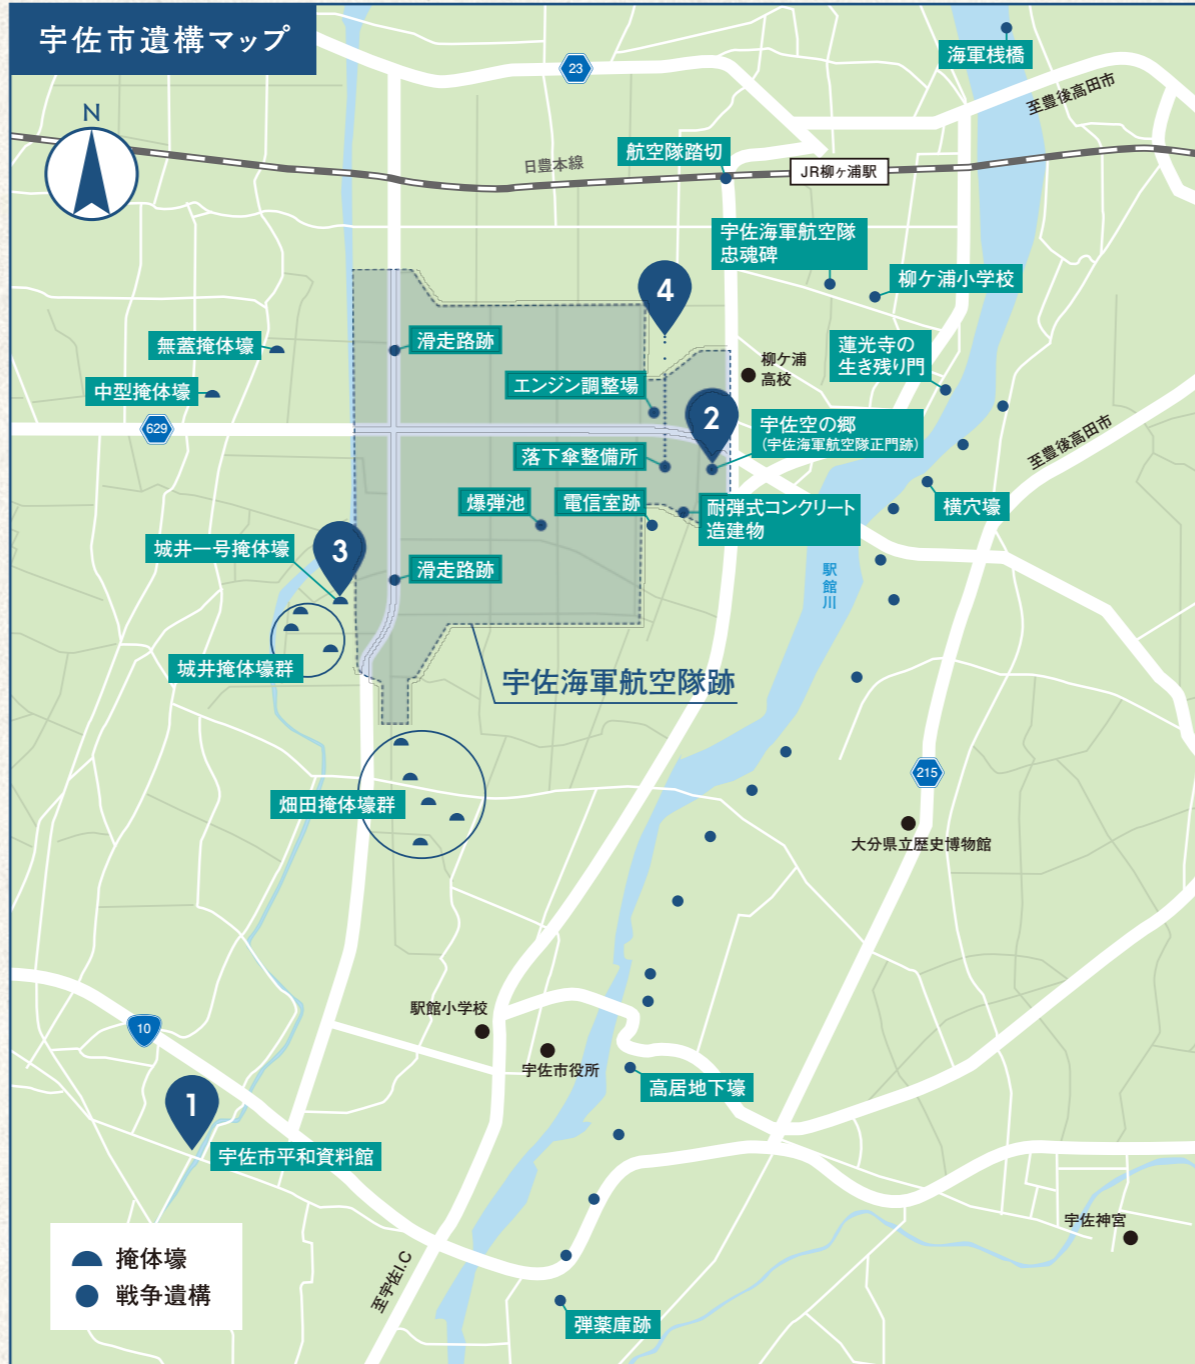 宇佐市遺構マップ
N
23
海軍桟橋
至豊後高田市
航空隊踏切
日豊本線
JR柳ヶ浦駅
宇佐海軍航空隊
忠魂碑
柳ケ浦小学校
4
滑走路跡
無蓋掩体壕
中型掩体壕
柳ケ浦
高校
蓮光寺の
生き残り門
エンジン調整場
2
629
宇佐空の郷
(宇佐海軍航空隊正門跡)
至豊後高田市
落下傘整備所
爆弾池
電信室跡
耐弾式コンクリート
造建物
横穴壕
城井一号掩体壕
3
滑走路跡
駅館川
城井掩体壕群
宇佐海軍航空隊跡
215
畑田掩体壕群
大分県立歴史博物館
駅館小学校
10
宇佐市役所
高居地下壕
1
宇佐市平和資料館
宇佐神宮
掩体壕
戦争遺構
至宇佐I.C
弾薬庫跡